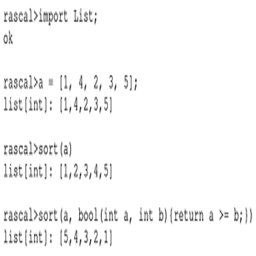 rascal>import List;
ok
rascal>a = [1, 4, 2, 3, 5];
list[int]: [1,4,2,3,5]
rascal>sort(a)
list[int]: [1,2,3,4,5]
rascal>sort(a, bool(int a, int b){return a >= b;})
list[int]: [5,4,3,2,1]